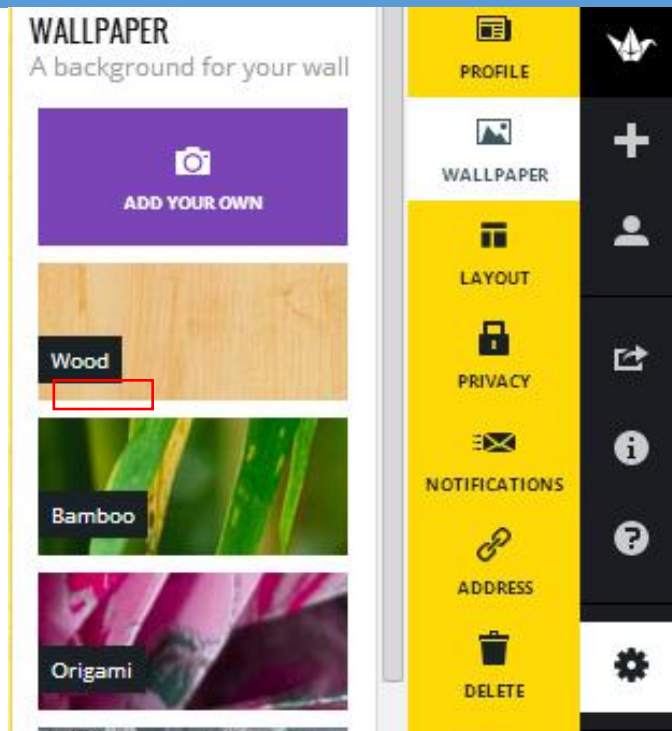 WALLPAPER
A background for your wall
ADD YOUR OWN
Wood
Bamboo
Origami
PROFILE
WALLPAPER
LAYOUT
PRIVACY
NOTIFICATIONS
ADDRESS
DELETE